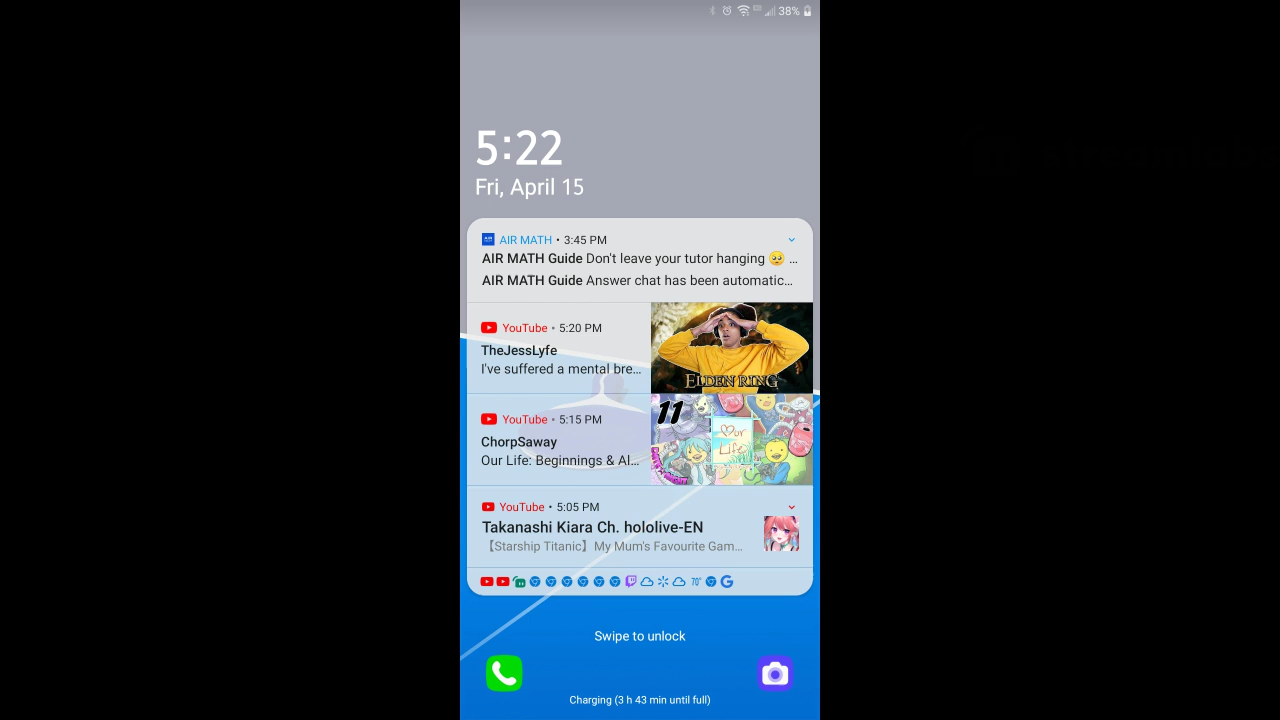 38%
5:22
Fri, April 15
AIR MATH • 3:45 PM
AIR MATH Guide Don't leave your tutor hanging 🥺 ...
AIR MATH Guide Answer chat has been automatic...
YouTube • 5:20 PM
TheJessLyfe
I've suffered a mental bre...
ELDEN RING
YouTube • 5:15 PM
ChorpSaway
Our Life: Beginnings & Al...
11
Our Life
YouTube • 5:05 PM
Takanashi Kiara Ch. hololive-EN
【Starship Titanic】My Mum's Favourite Gam...
70°
Swipe to unlock
Charging (3 h 43 min until full)